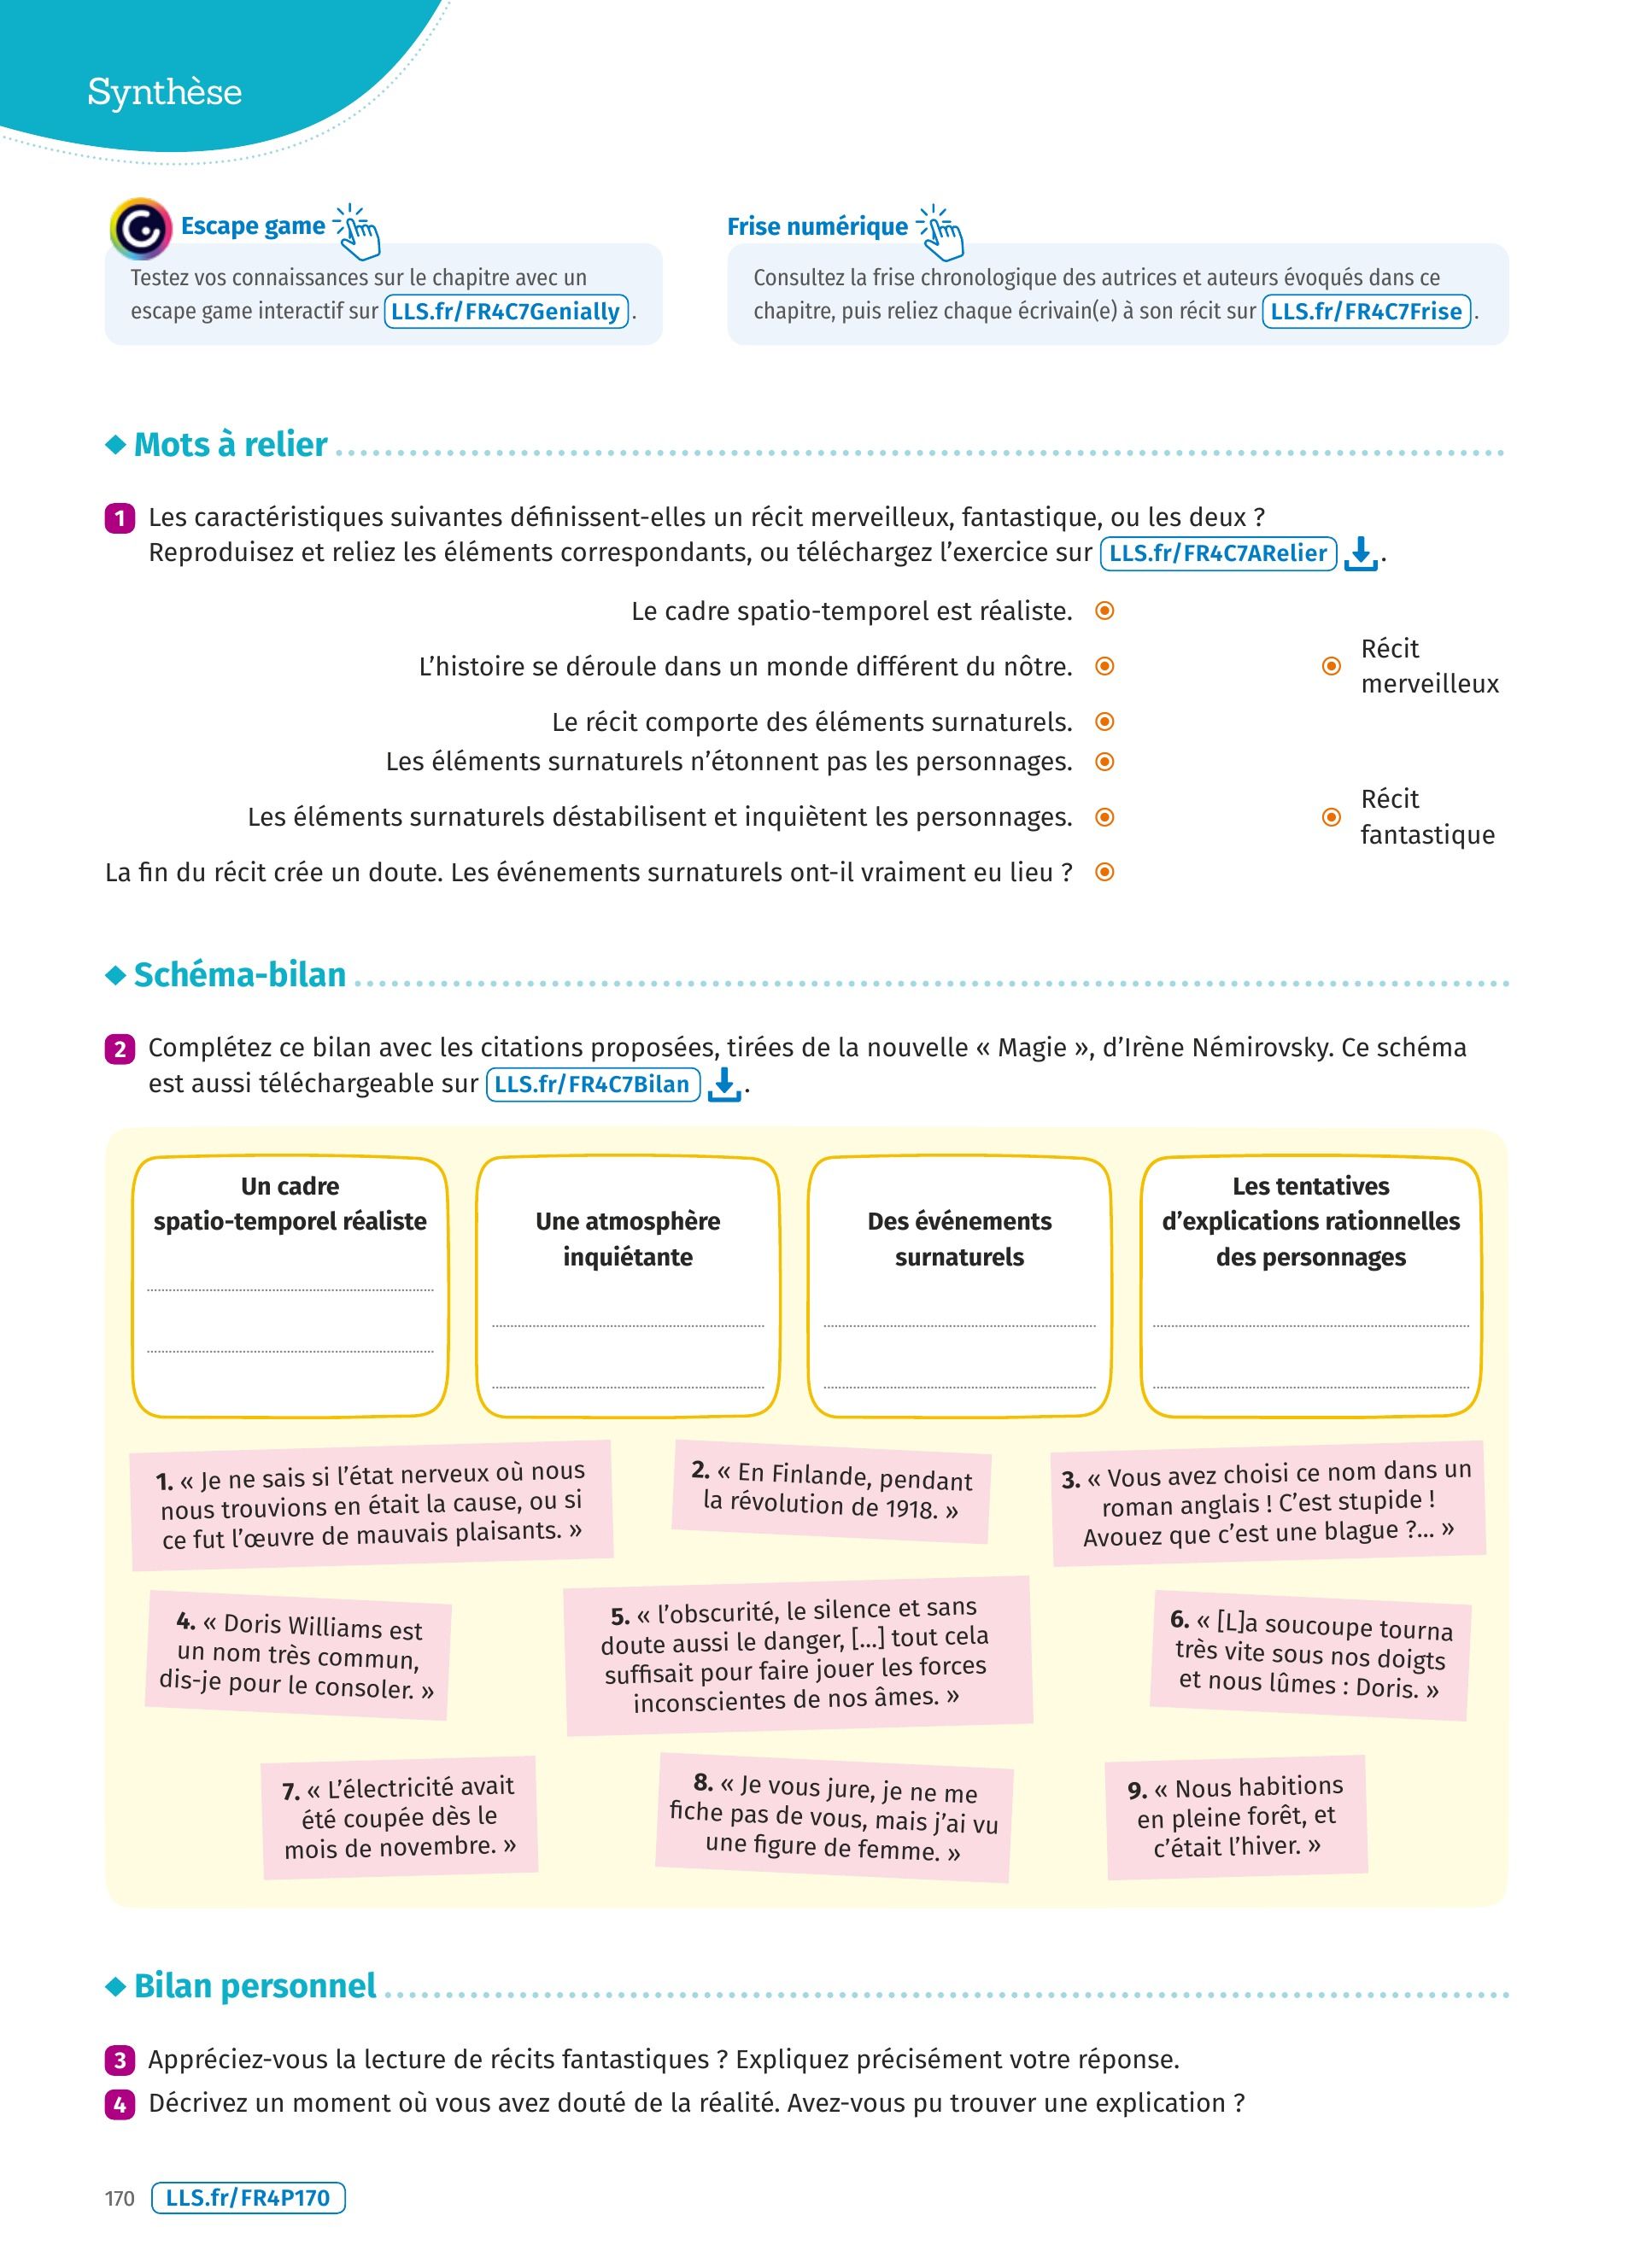 Synthèse
Escape game
Testez vos connaissances sur le chapitre avec un
escape game interactif sur LLS.fr/FR4C7Genially .
Frise numérique
Consultez la frise chronologique des autrices et auteurs évoqués dans ce
chapitre, puis reliez chaque écrivain(e) à son récit sur LLS.fr/FR4C7Frise .
Mots à relier
1 Les caractéristiques suivantes définissent-elles un récit merveilleux, fantastique, ou les deux ?
Reproduisez et reliez les éléments correspondants, ou téléchargez l’exercice sur LLS.fr/FR4C7ARelier .
Le cadre spatio-temporel est réaliste.
L’histoire se déroule dans un monde différent du nôtre.
Le récit comporte des éléments surnaturels.
Les éléments surnaturels n’étonnent pas les personnages.
Les éléments surnaturels déstabilisent et inquiètent les personnages.
La fin du récit crée un doute. Les événements surnaturels ont-il vraiment eu lieu ?
Récit
merveilleux
Récit
fantastique
Schéma-bilan
2 Complétez ce bilan avec les citations proposées, tirées de la nouvelle « Magie », d’Irène Némirovsky. Ce schéma
est aussi téléchargeable sur LLS.fr/FR4C7Bilan .
Un cadre
spatio-temporel réaliste
Une atmosphère
inquiétante
Des événements
surnaturels
Les tentatives
d’explications rationnelles
des personnages
1. « Je ne sais si l’état nerveux où nous
nous trouvions en était la cause, ou si
ce fut l’œuvre de mauvais plaisants. »
2. « En Finlande, pendant
la révolution de 1918. »
3. « Vous avez choisi ce nom dans un
roman anglais ! C’est stupide !
Avouez que c’est une blague ?... »
4. « Doris Williams est
un nom très commun,
dis-je pour le consoler. »
5. « l’obscurité, le silence et sans
doute aussi le danger, [...] tout cela
suffisait pour faire jouer les forces
inconscientes de nos âmes. »
6. « [L]a soucoupe tourna
très vite sous nos doigts
et nous lûmes : Doris. »
7. « L’électricité avait
été coupée dès le
mois de novembre. »
8. « Je vous jure, je ne me
fiche pas de vous, mais j’ai vu
une figure de femme. »
9. « Nous habitions
en pleine forêt, et
c’était l’hiver. »
Bilan personnel
3 Appréciez-vous la lecture de récits fantastiques ? Expliquez précisément votre réponse.
4 Décrivez un moment où vous avez douté de la réalité. Avez-vous pu trouver une explication ?
170 LLS.fr/FR4P170